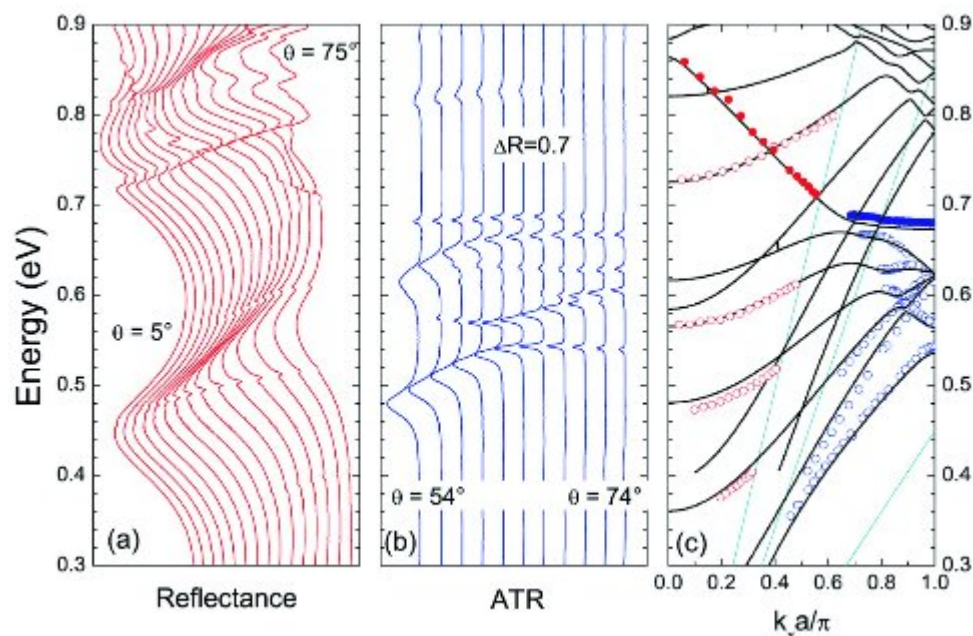 0.9
0.8
0.7
0.6
0.5
0.4
0.3
Energy (eV)
θ = 75°
θ = 5°
(a)
Reflectance
(b)
ΔR=0.7
θ = 54°
θ = 74°
ATR
(c)
0.9
0.8
0.7
0.6
0.5
0.4
0.3
0.0 0.2 0.4 0.6 0.8 1.0